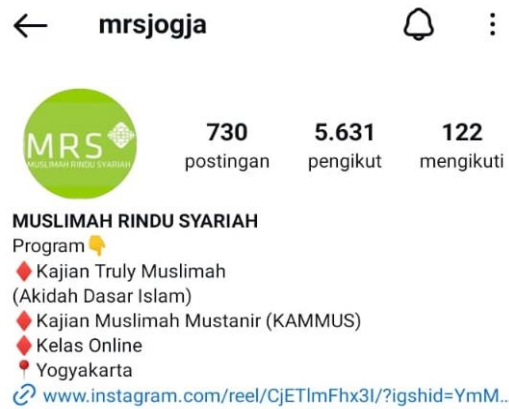 mrsjogja
MRS
MUSLIMAH RINDU SYARIAH
730 5.631 122
postingan pengikut mengikuti
MUSLIMAH RINDU SYARIAH
Program👇
♦️Kajian Truly Muslimah
(Akidah Dasar Islam)
♦️Kajian Muslimah Mustanir (KAMMUS)
♦️Kelas Online
📍Yogyakarta
www.instagram.com/reel/CjETlmFhx3I/?igshid=YmM..